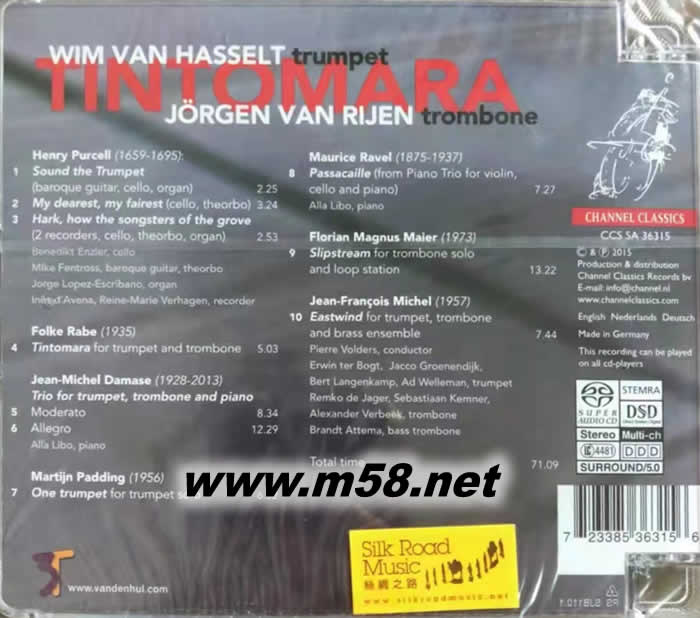 WIM VAN HASSELT trumpet
TINTOMARA
JÖRGEN VAN RIJEN trombone
Henry Purcell (1659-1695):
1 Sound the Trumpet
(baroque guitar, cello, organ) 2.25
2 My dearest, my fairest (cello, theorbo) 3.24
3 Hark, how the songsters of the grove
(2 recorders, cello, theorbo, organ) 2.53
Benedikt Enzler, cello
Mike Fentross, baroque guitar, theorbo
Jorge Lopez-Escribano, organ
Avena, Reine-Marie Verhagen, recorder
Folke Rabe (1935)
4 Tintomara for trumpet and trombone 5.03
Jean-Michel Damase (1928-2013)
Trio for trumpet, trombone and piano
5 Moderato 8.34
6 Allegro 12.29
Alla Libo, piano
Martijn Padding (1956)
7 One trumpet for trumpet
Maurice Ravel (1875-1937)
8 Passacaille (from Piano Trio for violin,
cello and piano) 7.27
Alla Libo, piano
Florian Magnus Maier (1973)
9 Slipstream for trombone solo
and loop station 13.22
Jean-François Michel (1957)
10 Eastwind for trumpet, trombone
and brass ensemble 7.44
Pierre Volders, conductor
Erwin ter Bogt, Jacco Groenendijk,
Bert Langenkamp, Ad Welleman, trumpet
Remko de Jager, Sebastiaan Kemner,
Alexander Verbeek, trombone
Brandt Attema, bass trombone
Total time 71.09
CHANNEL CLASSICS
CCS SA 36315
© & ℗ 2015
Production & distribution
Channel Classics Records bv
E-mail: info@channel.nl
www.channelclassics.com
English Nederlands Deutsch
Made in Germany
This recording can be played
on all cd-players
SUPER AUDIO CD
STEMRA
DSD
Direct Stream Digital
Stereo Multi-ch
4481 DDD
SURROUND/5.0
www.m58.net
7 23385 36315 6
Silk Road
Music
絲綢之路
www.silkroadmusic.net
www.vandenhul.com